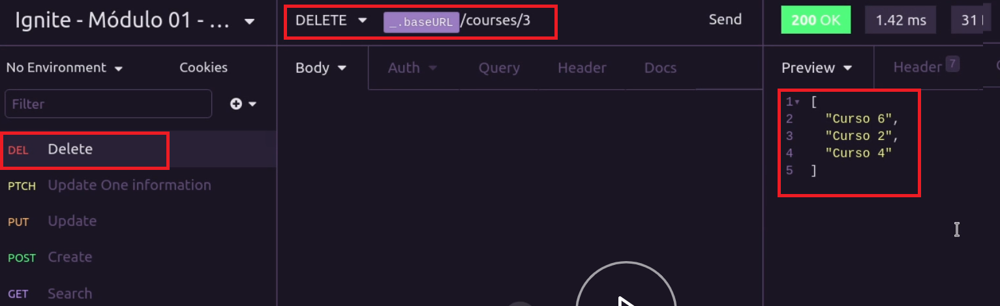 Ignite - Módulo 01 - ...
DELETE _.baseURL/courses/3 Send
200 OK 1.42 ms 31
No Environment Cookies
Body Auth Query Header Docs
Preview Header 7
Filter
DEL Delete
PTCH Update One information
PUT Update
POST Create
GET Search
1 [
2 "Curso 6",
3 "Curso 2",
4 "Curso 4"
5 ]